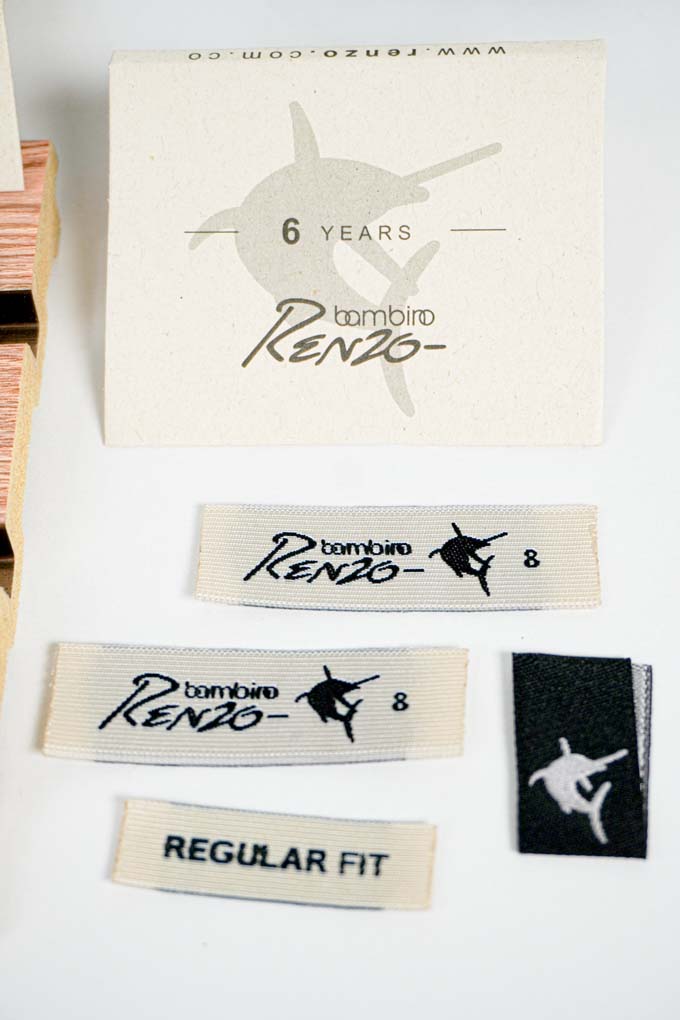 www.renzo.com.co
6 YEARS
bambino
RENZO
bambino
RENZO
8
bambino
RENZO
8
REGULAR FIT